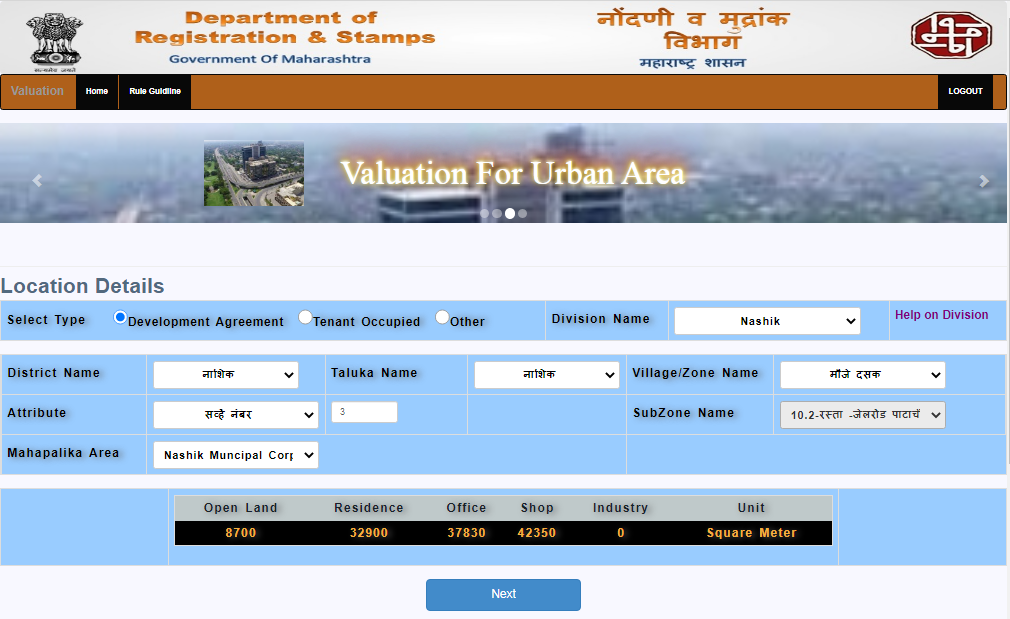 Department of
Registration & Stamps
Government Of Maharashtra
सत्यमेव जयते
नोंदणी व मुद्रांक
विभाग
महाराष्ट्र शासन
Valuation Home Rule Guidline LOGOUT
Valuation For Urban Area
Location Details
Select Type Development Agreement Tenant Occupied Other Division Name Nashik Help on Division
District Name नाशिक Taluka Name नाशिक Village/Zone Name मौजे दसक
Attribute सर्व्हे नंबर 3 SubZone Name 10.2-रस्ता -जेलरोड पाटाचे
Mahapalika Area Nashik Muncipal Corp
Open Land Residence Office Shop Industry Unit
8700 32900 37830 42350 0 Square Meter
Next